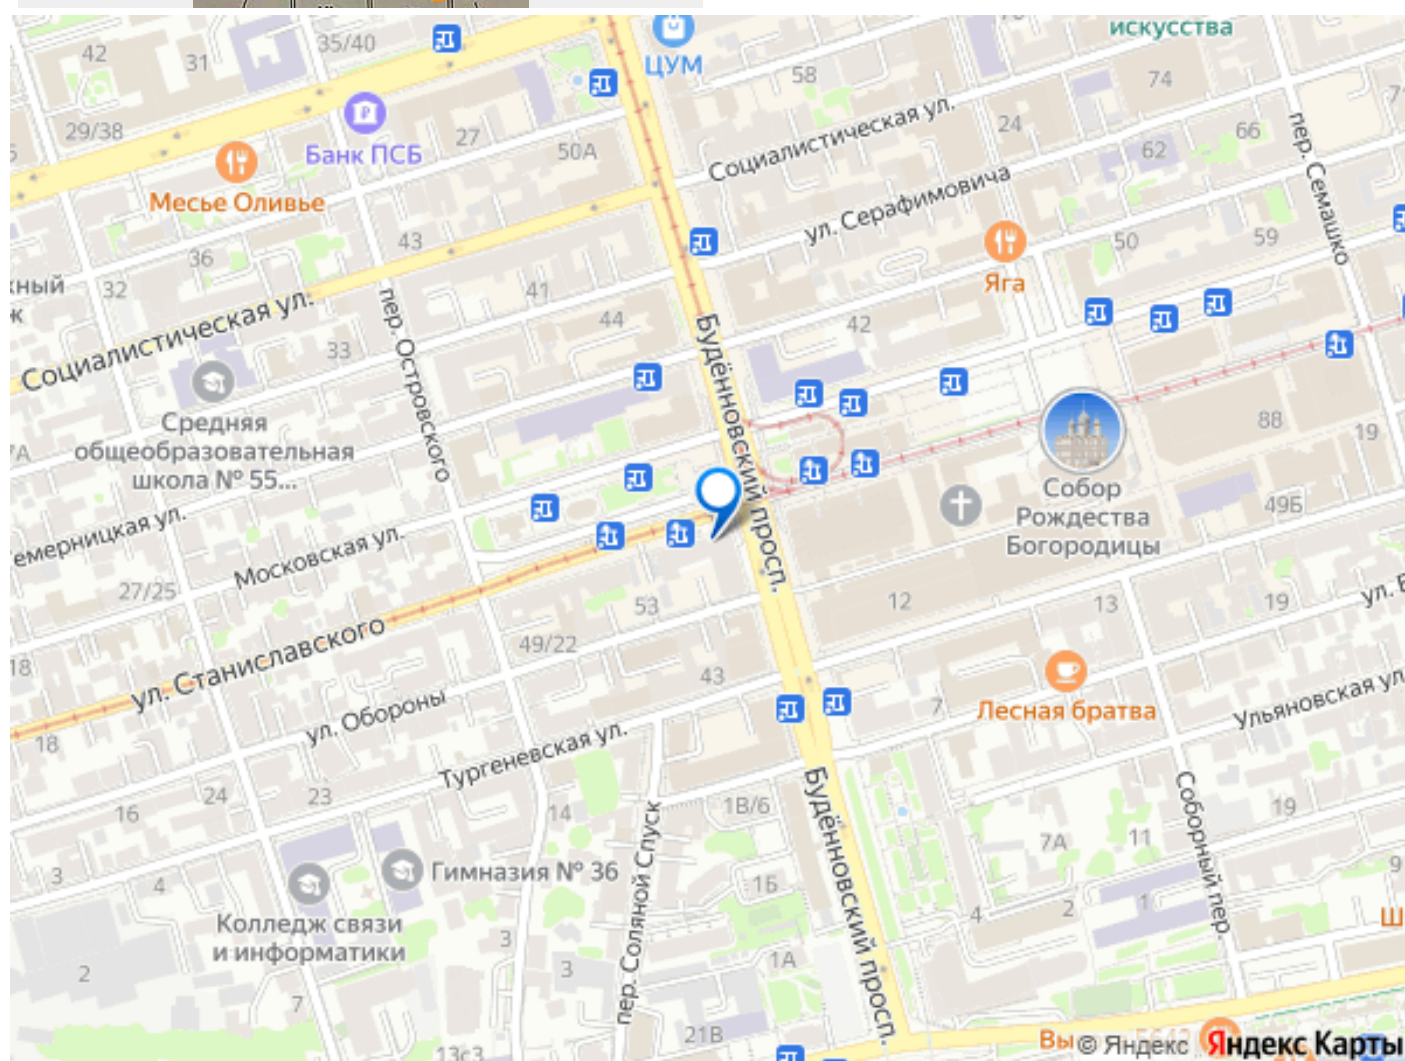 искусства
42
31
35/40
ЦУМ
58
74
29/38
27
Банк ПСБ
50А
Социалистическая ул.
24
62
66
пер. Семашко
Месье Оливье
ул. Серафимовича
36
43
50
59
Яга
32
41
44
42
Социалистическая ул.
33
пер. Островского
Будённовский просп.
Средняя
общеобразовательная
школа № 55...
88
19
Собор
Рождества
Богородицы
49Б
Московская ул.
27/25
53
12
13
19
49/22
ул. Станиславского
43
7
Лесная братва
18
18
ул. Обороны
Тургеневская ул.
Ульяновская ул
16
24
23
14
1В/6
пер. Соляной Спуск
Будённовский просп.
Соборный пер.
19
7А
11
3
4
Гимназия № 36
1Б
4
2
1
9
Колледж связи
и информатики
3
2
3
1А
7
21В
13с3
© Яндекс Яндекс Карты